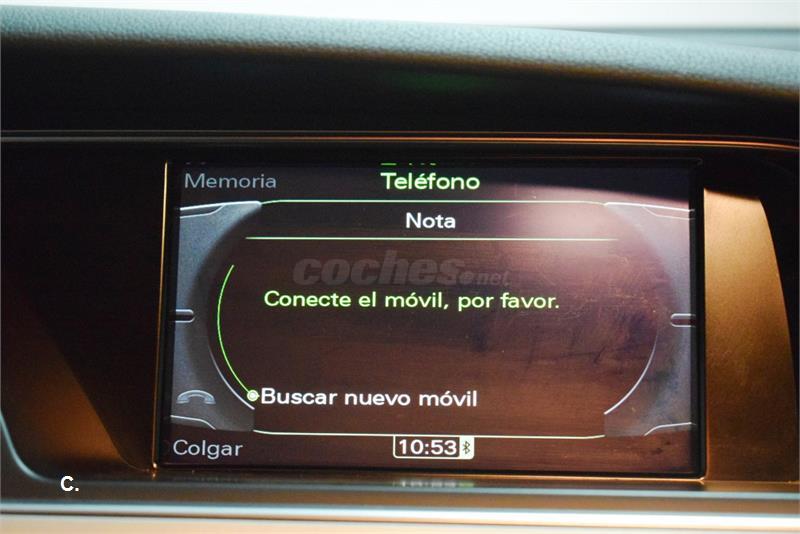 Memoria
Teléfono
Nota
coches.net
Conecte el móvil, por favor.
Buscar nuevo móvil
Colgar
10:53
C.